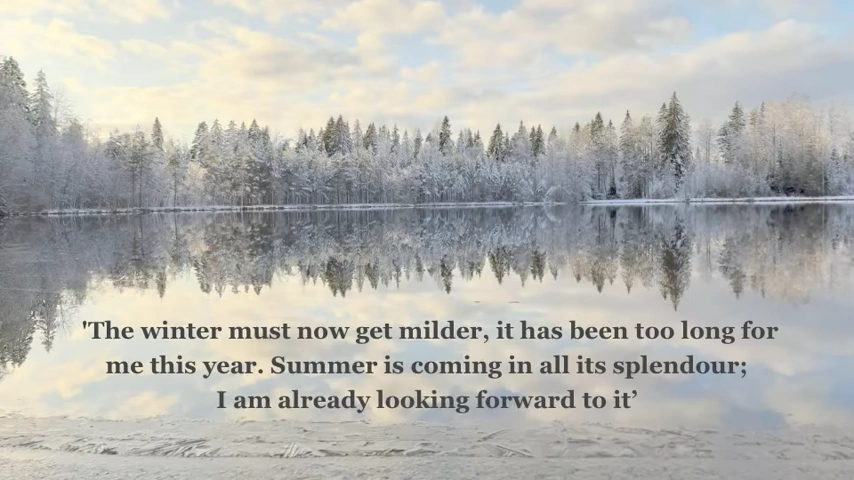 'The winter must now get milder, it has been too long for
me this year. Summer is coming in all its splendour;
I am already looking forward to it’